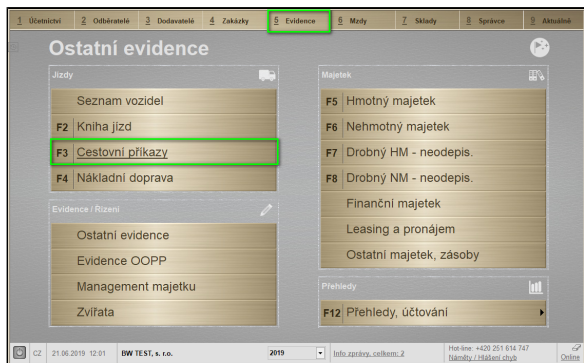 1 Účetnictví 2 Odběratelé 3 Dodavatelé 4 Zakázky 5 Evidence 6 Mzdy 7 Sklady 8 Správce 9 Aktuálně
Ostatní evidence
Jízdy
Seznam vozidel
F2 Kniha jízd
F3 Cestovní příkazy
F4 Nákladní doprava
Evidence / Řízení
Ostatní evidence
Evidence OOPP
Management majetku
Zvířata
Majetek
F5 Hmotný majetek
F6 Nehmotný majetek
F7 Drobný HM - neodepis.
F8 Drobný NM - neodepis.
Finanční majetek
Leasing a pronájem
Ostatní majetek, zásoby
Přehledy
F12 Přehledy, účtování
CZ 21.06.2019 12:01 BW TEST, s. r.o. 2019 Info zprávy, celkem: 2
Hot-line: +420 251 614 747
Náměty / Hlášení chyb Online